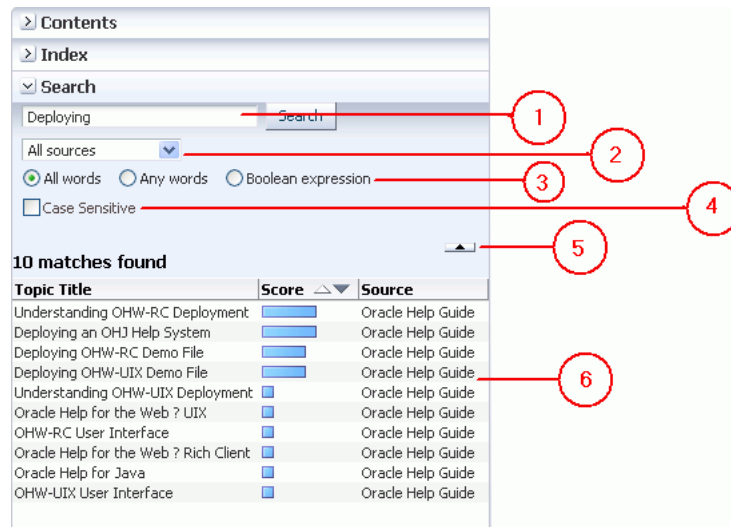 Contents
Index
Search
Deploying Search 1
All sources 2
All words Any words Boolean expression 3
Case Sensitive 4
5
10 matches found
Topic Title Score Source
Understanding OHW-RC Deployment Oracle Help Guide
Deploying an OHJ Help System Oracle Help Guide
Deploying OHW-RC Demo File Oracle Help Guide
Deploying OHW-UIX Demo File Oracle Help Guide
6
Understanding OHW-UIX Deployment Oracle Help Guide
Oracle Help for the Web ? UIX Oracle Help Guide
OHW-RC User Interface Oracle Help Guide
Oracle Help for the Web ? Rich Client Oracle Help Guide
Oracle Help for Java Oracle Help Guide
OHW-UIX User Interface Oracle Help Guide